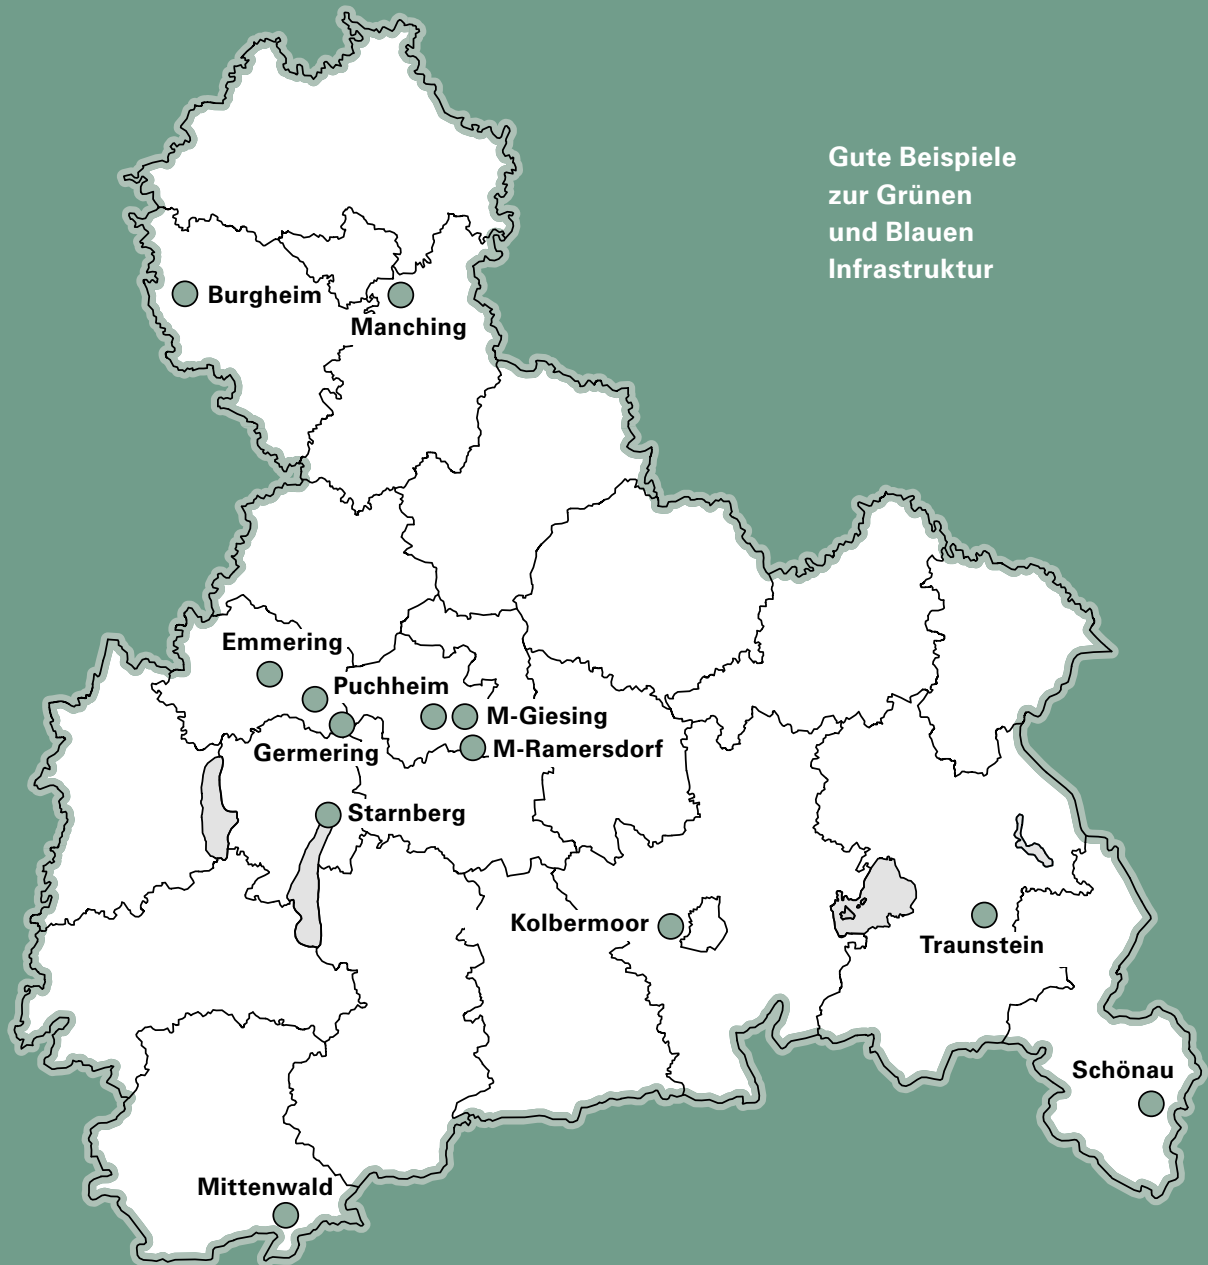 Gute Beispiele
zur Grünen
und Blauen
Infrastruktur
Burgheim
Manching
Emmering
Puchheim
M-Giesing
Germering
M-Ramersdorf
Starnberg
Kolbermoor
Traunstein
Schönau
Mittenwald